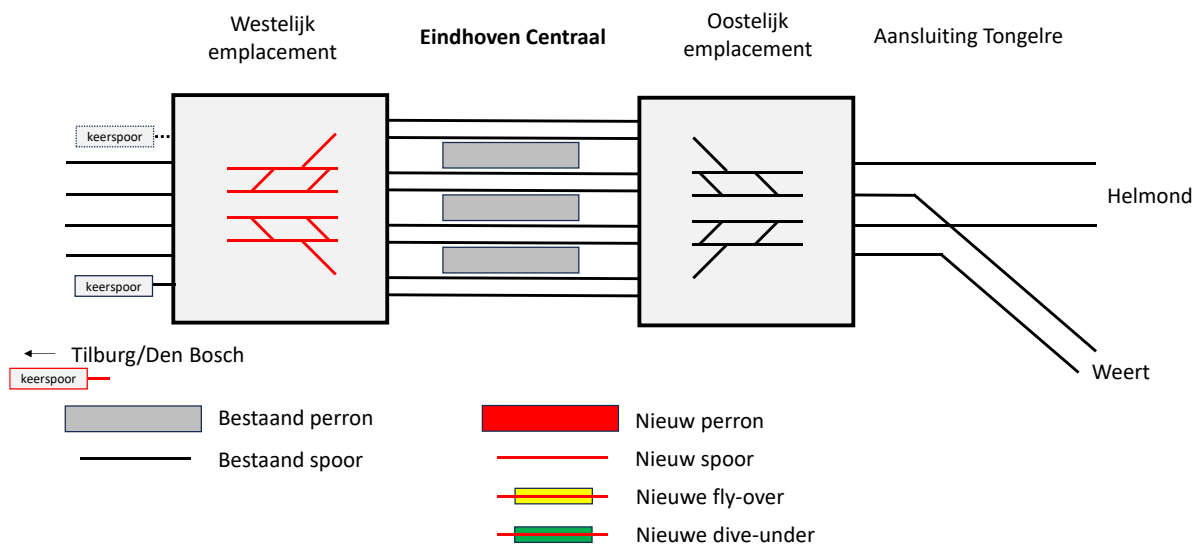 Westelijk
emplacement
Eindhoven Centraal
Oostelijk
emplacement
Aansluiting Tongelre
keerspoor
Helmond
keerspoor
Tilburg/Den Bosch
keerspoor
Weert
Bestaand perron
Nieuw perron
Bestaand spoor
Nieuw spoor
Nieuwe fly-over
Nieuwe dive-under